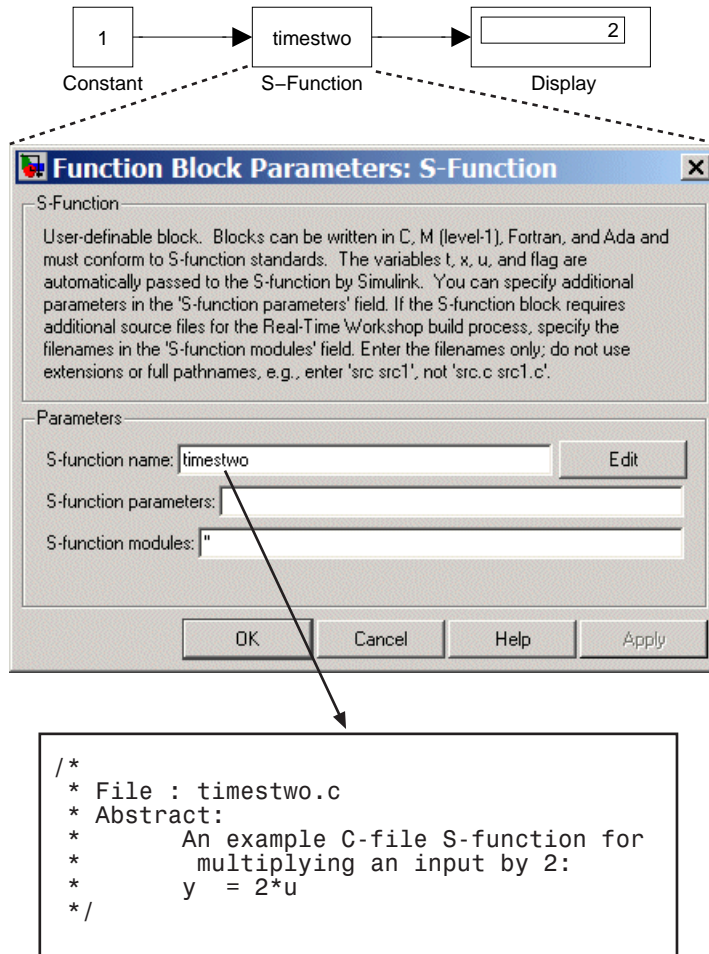 1
timestwo
2
Constant
S−Function
Display
Function Block Parameters: S-Function
S-Function
User-definable block. Blocks can be written in C, M (level-1), Fortran, and Ada and
must conform to S-function standards. The variables t, x, u, and flag are
automatically passed to the S-function by Simulink. You can specify additional
parameters in the 'S-function parameters' field. If the S-function block requires
additional source files for the Real-Time Workshop build process, specify the
filenames in the 'S-function modules' field. Enter the filenames only; do not use
extensions or full pathnames, e.g., enter 'src src1', not 'src.c src1.c'.
Parameters
S-function name: timestwo
Edit
S-function parameters:
S-function modules: ''
OK
Cancel
Help
Apply
/*
* File : timestwo.c
* Abstract:
* An example C-file S-function for
* multiplying an input by 2:
* y = 2*u
*/